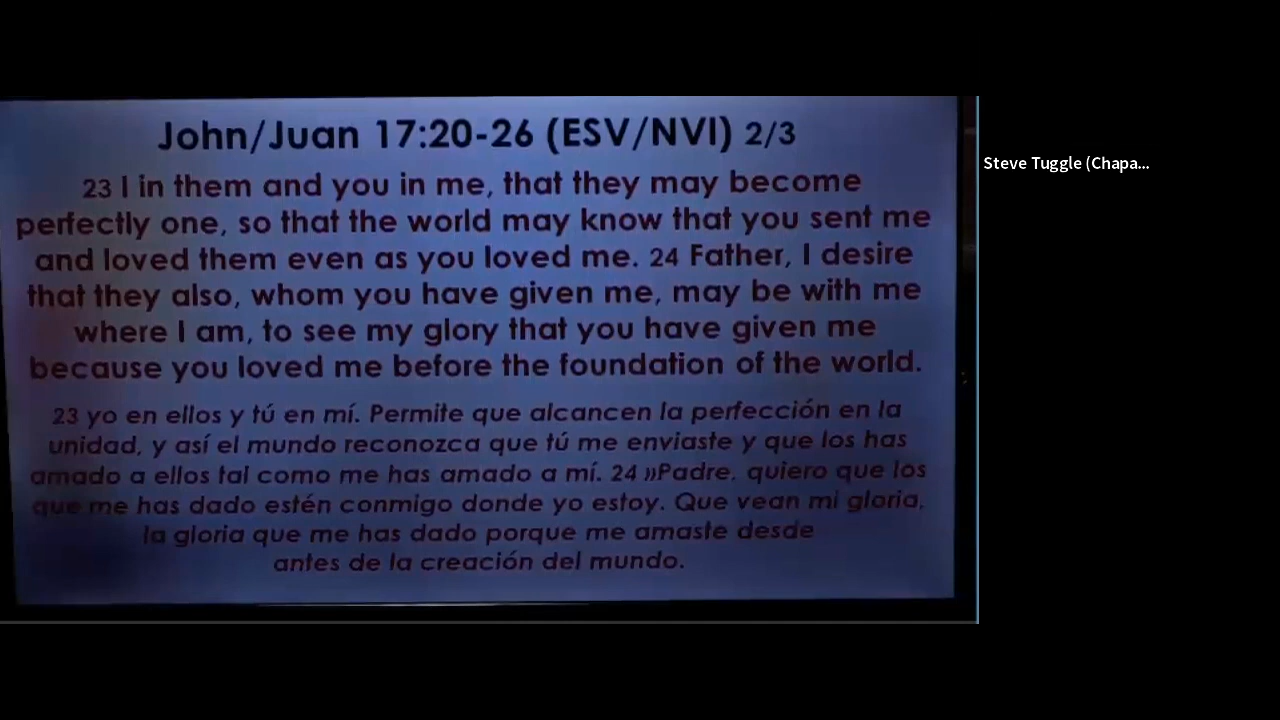 John/Juan 17:20-26 (ESV/NVI) 2/3
23 I in them and you in me, that they may become
perfectly one, so that the world may know that you sent me
and loved them even as you loved me. 24 Father, I desire
that they also, whom you have given me, may be with me
where I am, to see my glory that you have given me
because you loved me before the foundation of the world.
23 yo en ellos y tú en mí. Permite que alcancen la perfección en la
unidad, y así el mundo reconozca que tú me enviaste y que los has
amado a ellos tal como me has amado a mí. 24 »Padre, quiero que los
que me has dado estén conmigo donde yo estoy. Que vean mi gloria,
la gloria que me has dado porque me amaste desde
antes de la creación del mundo.
Steve Tuggle (Chapa...